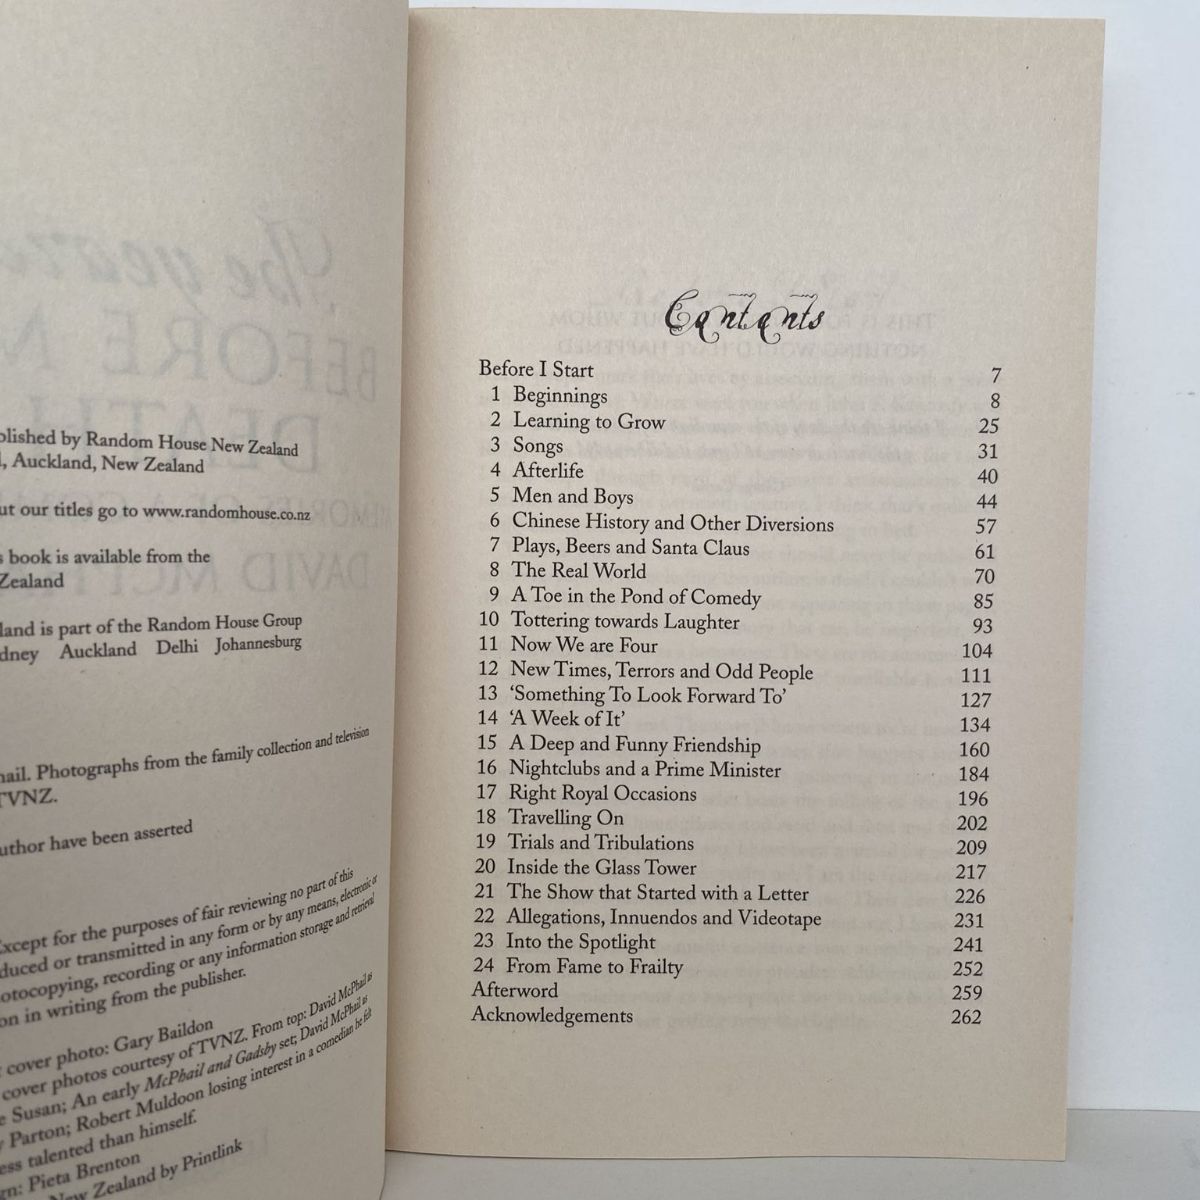 blished by Random House New Zealand
, Auckland, New Zealand
ut our titles go to www.randomhouse.co.nz
s book is available from the
Zealand
land is part of the Random House Group
dney Auckland Delhi Johannesburg
ail. Photographs from the family collection and television
TVNZ.
uthor have been asserted
Except for the purposes of fair reviewing no part of this
duced or transmitted in any form or by any means, electronic or
otocopying, recording or any information storage and retrieval
on in writing from the publisher.
cover photo: Gary Baildon
cover photos courtesy of TVNZ. From top: David McPhail as
e Susan; An early McPhail and Gadsby set; David McPhail as
y Parton; Robert Muldoon losing interest in a comedian he felt
ess talented than himself.
gn: Pieta Brenton
New Zealand by Printlink
Contents
Before I Start 7
1 Beginnings 8
2 Learning to Grow 25
3 Songs 31
4 Afterlife 40
5 Men and Boys 44
6 Chinese History and Other Diversions 57
7 Plays, Beers and Santa Claus 61
8 The Real World 70
9 A Toe in the Pond of Comedy 85
10 Tottering towards Laughter 93
11 Now We are Four 104
12 New Times, Terrors and Odd People 111
13 ‘Something To Look Forward To’ 127
14 ‘A Week of It’ 134
15 A Deep and Funny Friendship 160
16 Nightclubs and a Prime Minister 184
17 Right Royal Occasions 196
18 Travelling On 202
19 Trials and Tribulations 209
20 Inside the Glass Tower 217
21 The Show that Started with a Letter 226
22 Allegations, Innuendos and Videotape 231
23 Into the Spotlight 241
24 From Fame to Frailty 252
Afterword 259
Acknowledgements 262